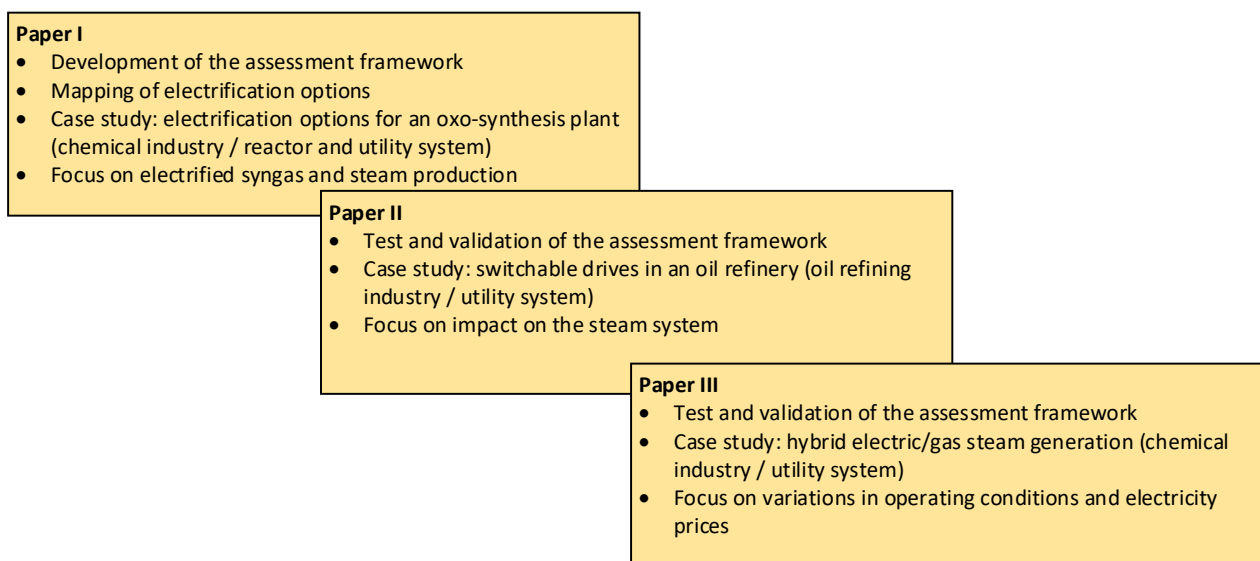 Paper I
• Development of the assessment framework
• Mapping of electrification options
• Case study: electrification options for an oxo-synthesis plant
(chemical industry / reactor and utility system)
• Focus on electrified syngas and steam production
Paper II
• Test and validation of the assessment framework
• Case study: switchable drives in an oil refinery (oil refining
industry / utility system)
• Focus on impact on the steam system
Paper III
• Test and validation of the assessment framework
• Case study: hybrid electric/gas steam generation (chemical
industry / utility system)
• Focus on variations in operating conditions and electricity
prices